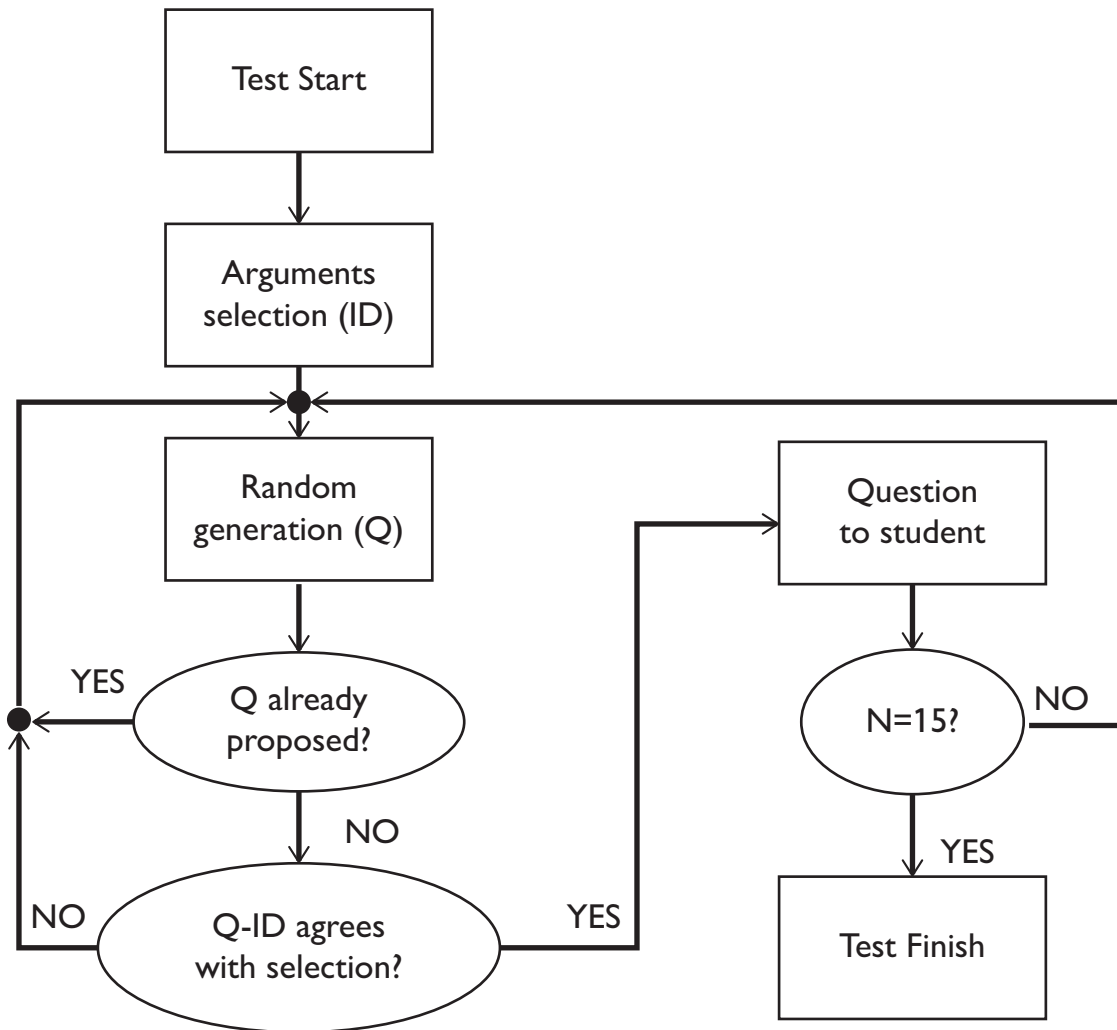 Test Start
Arguments
selection (ID)
Random
generation (Q)
YES
Q already
proposed?
NO
NO
Q-ID agrees
with selection?
YES
Question
to student
N=15?
NO
YES
Test Finish